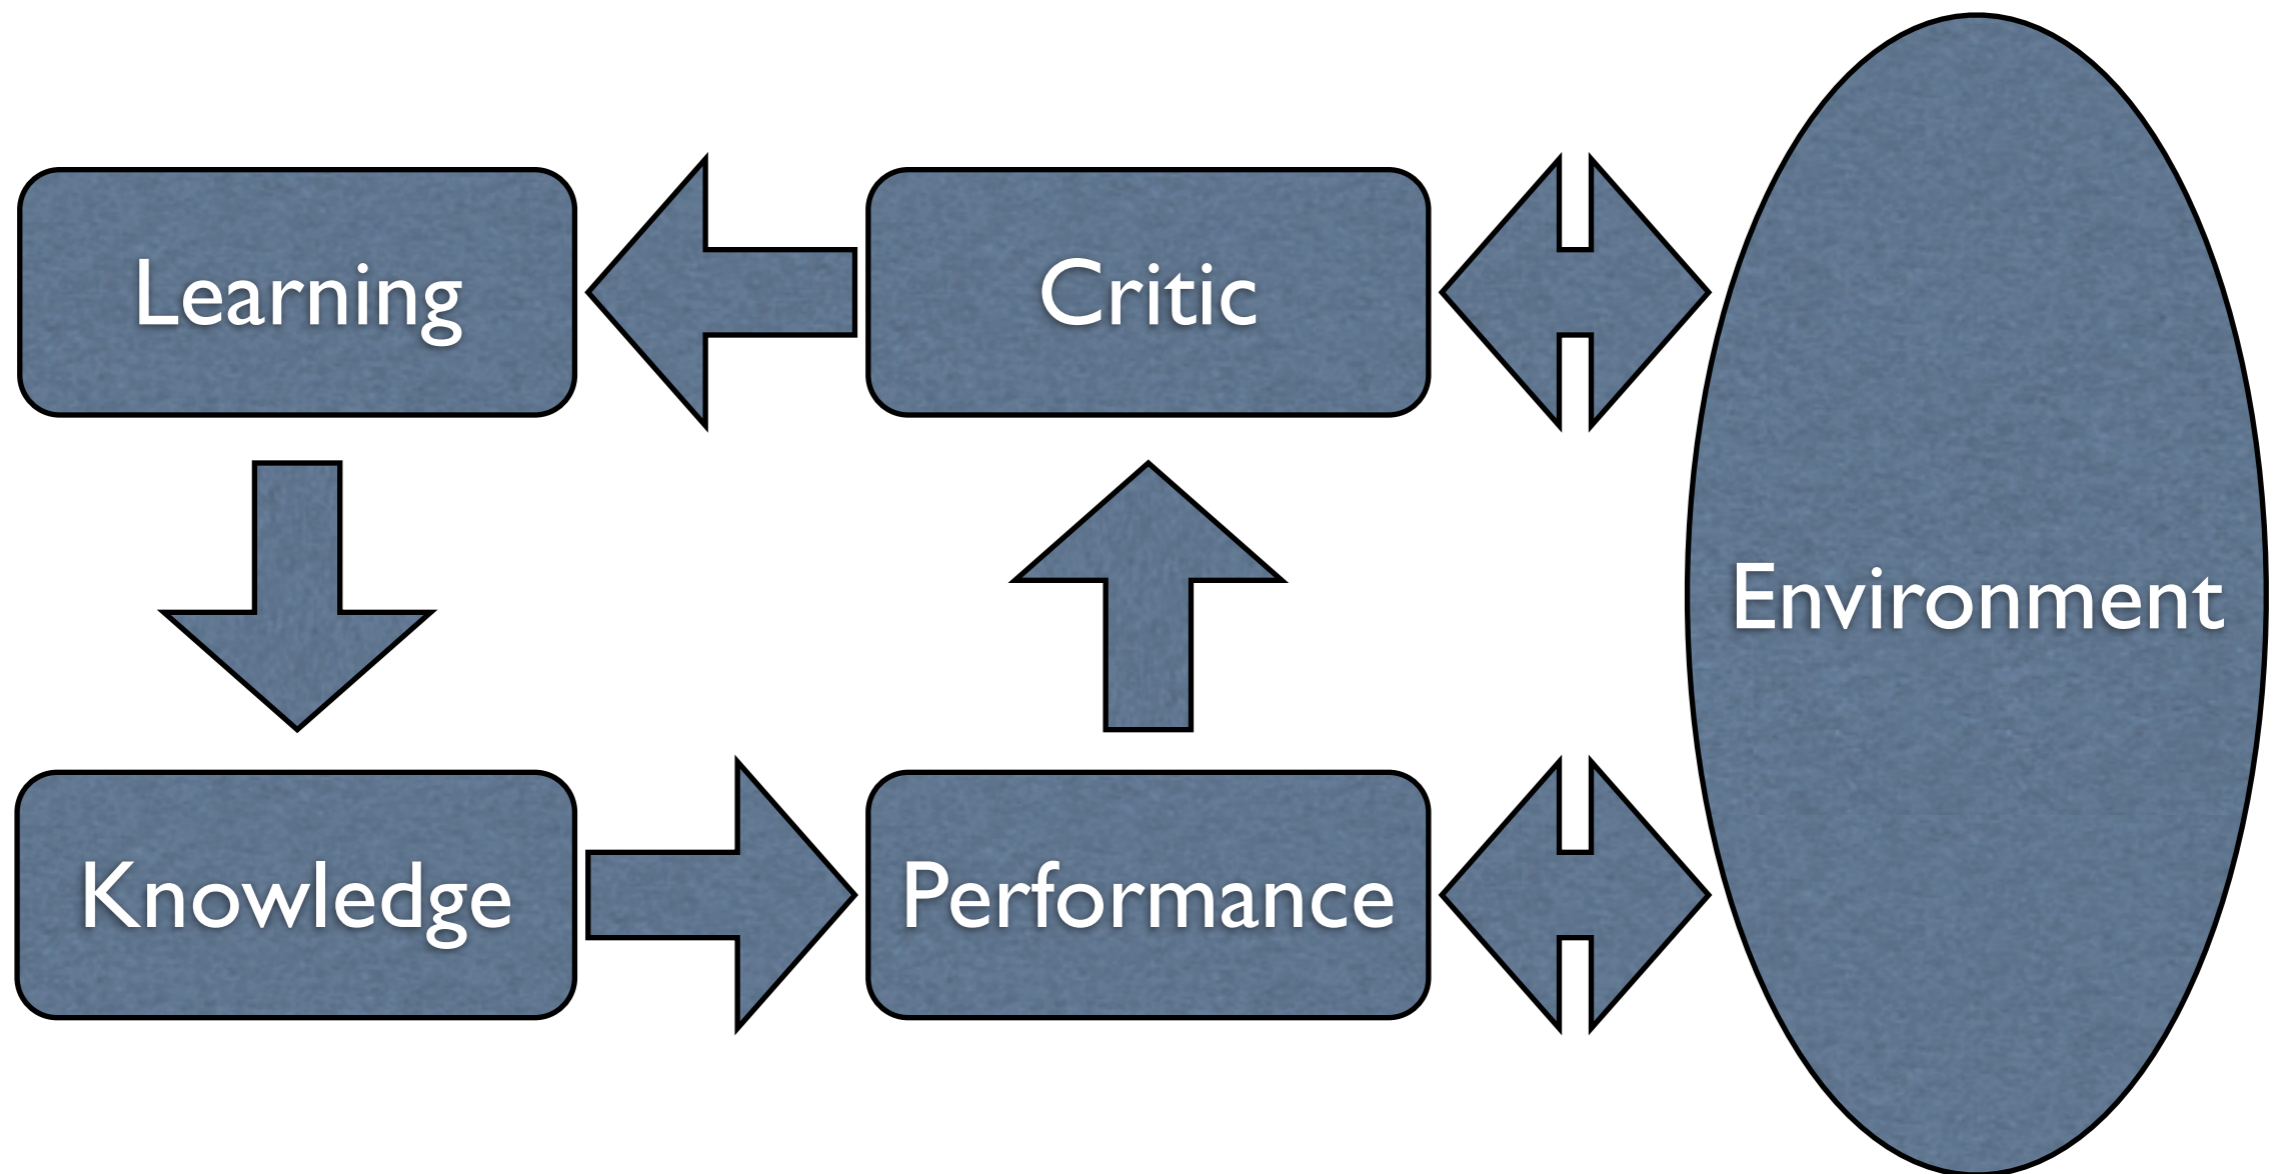 Learning
Critic
Environment
Knowledge
Performance